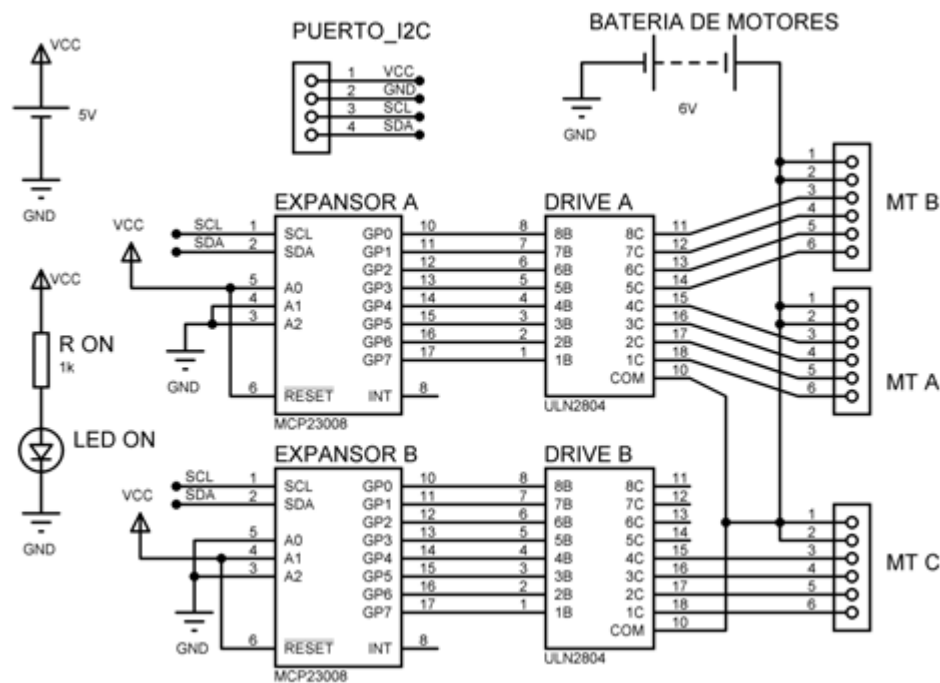 VCC
5V
GND
PUERTO_I2C
1 VCC
2 GND
3 SCL
4 SDA
BATERIA DE MOTORES
GND
6V
1
2
3
4
5
6
MT B
EXPANSOR A
VCC
SCL 1 SCL GP0 10
SDA 2 SDA GP1 11
GP2 12
5 A0 GP3 13
4 A1 GP4 14
3 A2 GP5 15
GP6 16
GP7 17
GND
6 RESET INT 8
MCP23008
DRIVE A
8 8B 8C 11
7 7B 7C 12
6 6B 6C 13
5 5B 5C 14
4 4B 4C 15
3 3B 3C 16
2 2B 2C 17
1 1B 1C 18
COM 10
ULN2804
1
2
3
4
5
6
MT A
VCC
R ON
1k
LED ON
GND
EXPANSOR B
VCC
SCL 1 SCL GP0 10
SDA 2 SDA GP1 11
GP2 12
5 A0 GP3 13
4 A1 GP4 14
3 A2 GP5 15
GP6 16
GP7 17
GND
6 RESET INT 8
MCP23008
DRIVE B
8 8B 8C 11
7 7B 7C 12
6 6B 6C 13
5 5B 5C 14
4 4B 4C 15
3 3B 3C 16
2 2B 2C 17
1 1B 1C 18
COM 10
ULN2804
1
2
3
4
5
6
MT C